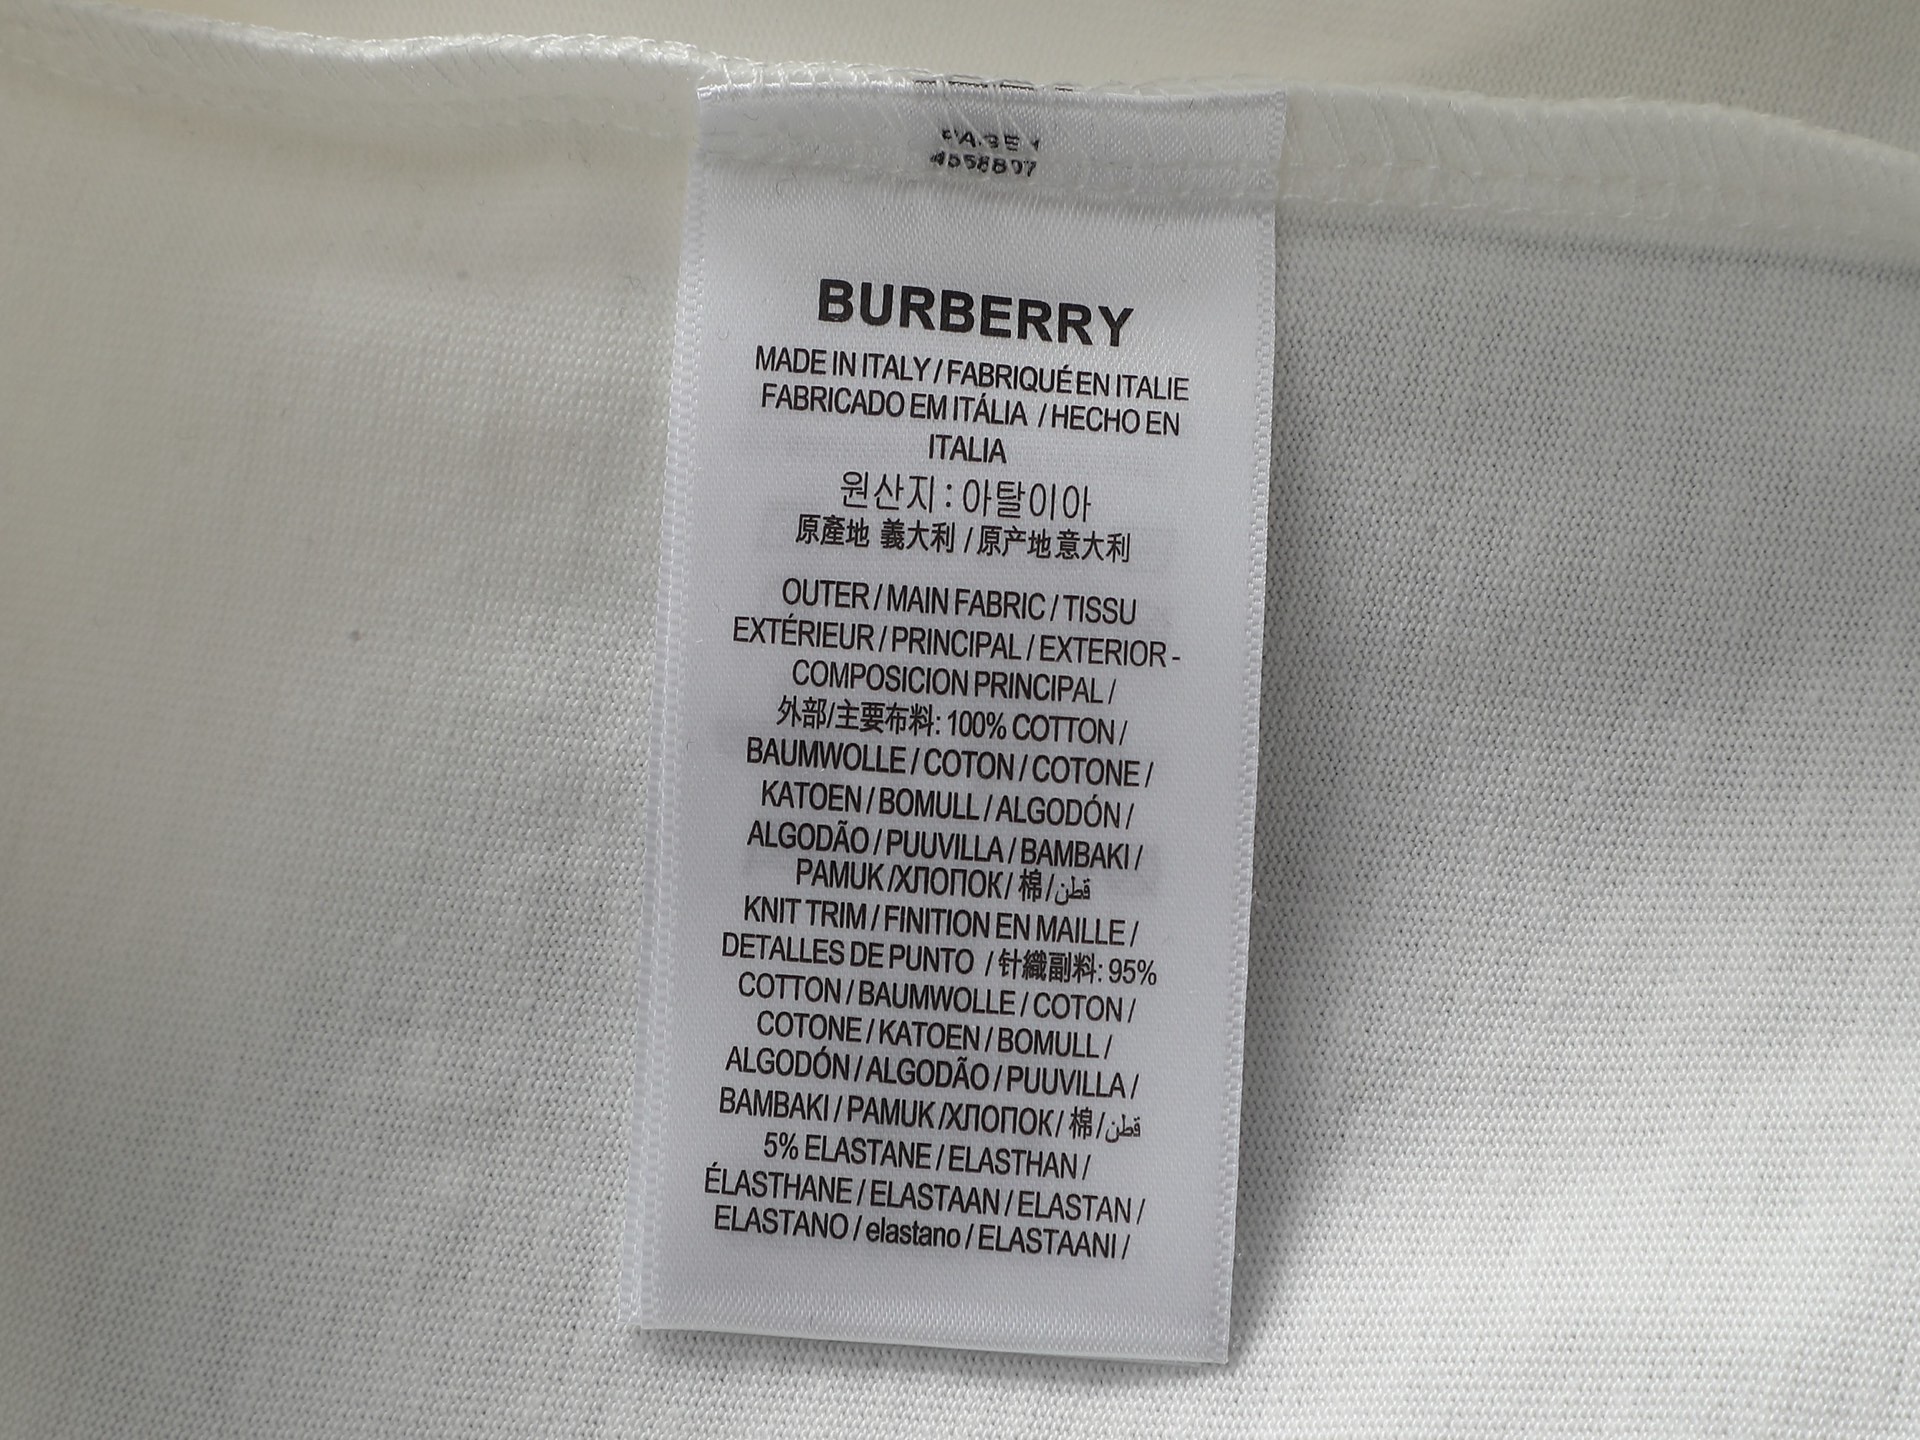 BURBERRY
MADE IN ITALY / FABRIQUÉ EN ITALIE
FABRICADO EM ITÁLIA / HECHO EN
ITALIA
원산지 : 아탈이아
原產地 義大利 / 原产地意大利
OUTER / MAIN FABRIC / TISSU
EXTÉRIEUR / PRINCIPAL / EXTERIOR -
COMPOSICION PRINCIPAL /
外部/主要布料: 100% COTTON /
BAUMWOLLE / COTON / COTONE /
KATOEN / BOMULL / ALGODÓN /
ALGODÃO / PUUVILLA / BAMBAKI /
PAMUK /ХЛОПОК/ 棉/قطن
KNIT TRIM / FINITION EN MAILLE /
DETALLES DE PUNTO / 针織副料: 95%
COTTON / BAUMWOLLE / COTON /
COTONE / KATOEN / BOMULL /
ALGODÓN / ALGODÃO / PUUVILLA /
BAMBAKI / PAMUK /ХЛОПОК/ 棉/قطن
5% ELASTANE / ELASTHAN /
ÉLASTHANE / ELASTAAN / ELASTAN /
ELASTANO / elastano / ELASTAANI /